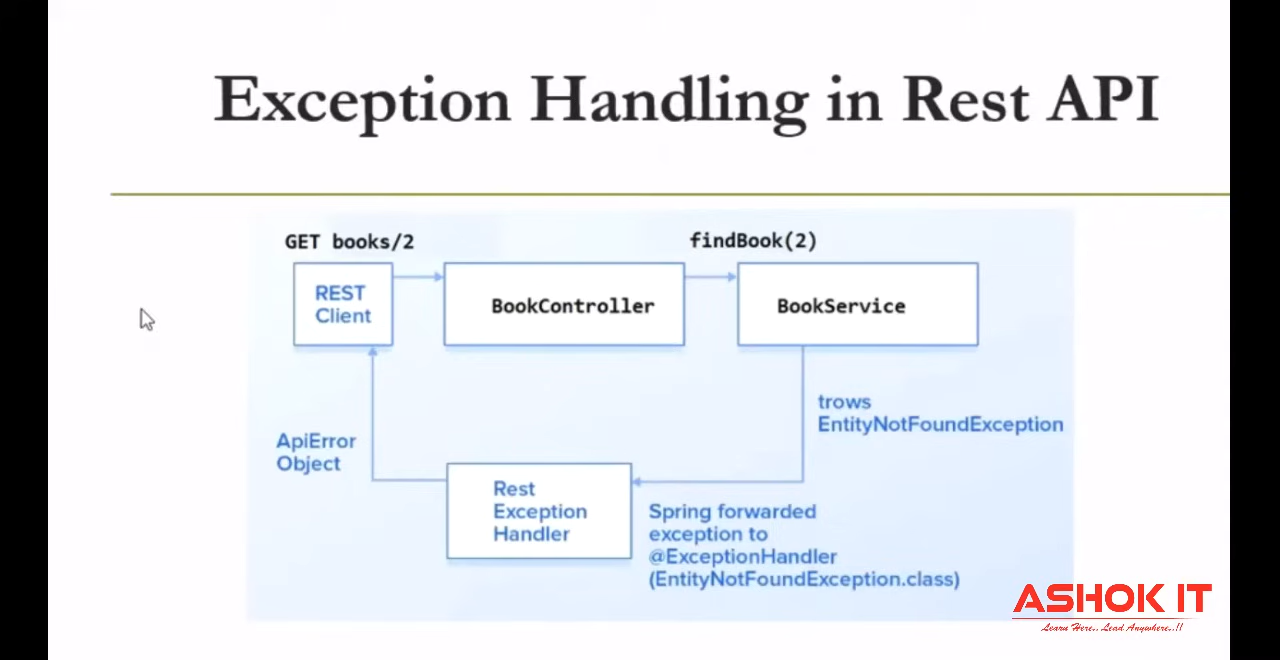 Exception Handling in Rest API
GET books/2
findBook(2)
REST
Client
BookController
BookService
trows
EntityNotFoundException
ApiError
Object
Rest
Exception
Handler
Spring forwarded
exception to
@ExceptionHandler
(EntityNotFoundException.class)
ASHOK IT
Learn Here.. Lead Anywhere..!!